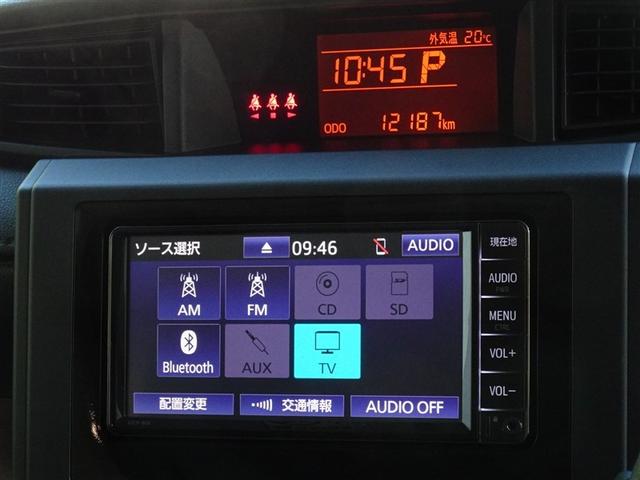 外気温 20℃
10:45 P
ODO 12187km
ソース選択 09:46 AUDIO
AM FM CD SD
Bluetooth AUX TV
配置変更 交通情報 AUDIO OFF
現在地
AUDIO
PWR
MENU
CTRL
VOL+
VOL-